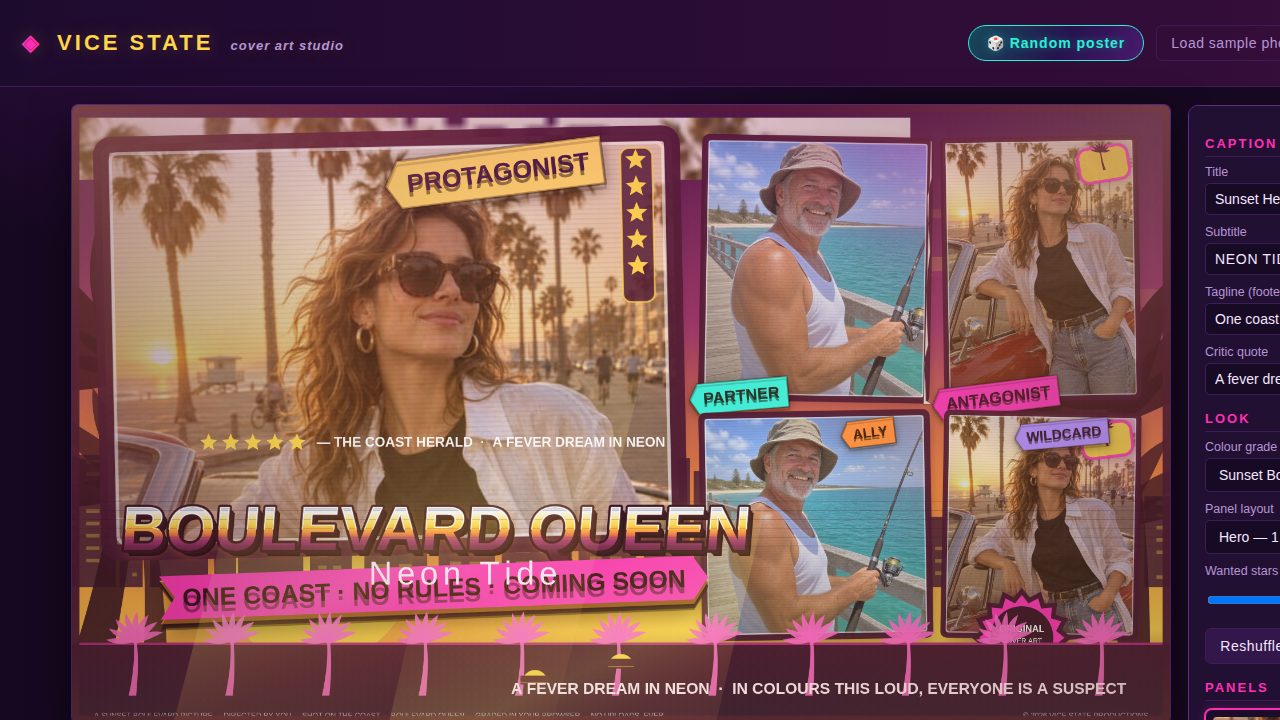 VICE STATE cover art studio
🎲 Random poster
Load sample pho
PROTAGONIST
PARTNER
ANTAGONIST
ALLY
WILDCARD
— THE COAST HERALD · A FEVER DREAM IN NEON
BOULEVARD QUEEN
Neon Tide
ONE COAST · NO RULES · COMING SOON
A FEVER DREAM IN NEON · IN COLOURS THIS LOUD, EVERYONE IS A SUSPECT
CAPTION
Title
Sunset He
Subtitle
NEON TID
Tagline (foote
One coast
Critic quote
A fever dre
LOOK
Colour grade
Sunset Bo
Panel layout
Hero — 1
Wanted stars
Reshuffle
PANELS